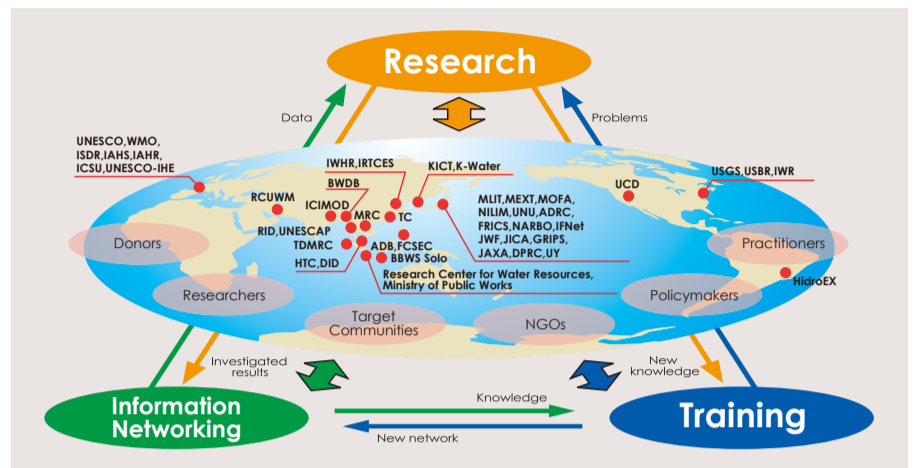 Research
Data
Problems
UNESCO,WMO,
ISDR,IAHS,IAHR,
ICSU,UNESCO-IHE
IWHR,IRTCES
KICT,K-Water
USGS,USBR,IWR
BWDB
RCUWM
ICIMOD
MRC
TC
UCD
MLIT,MEXT,MOFA,
NILIM,UNU,ADRC,
FRICS,NARBO,IFNet
JWF,JICA,GRIPS,
JAXA,DPRC,UY
RID,UNESCAP
TDMRC
HTC,DID
ADB,FCSEC
BBWS Solo
Research Center for Water Resources,
Ministry of Public Works
Donors
Practitioners
HidroEX
Researchers
Policymakers
Target
Communities
NGOs
Investigated
results
New
knowledge
Information
Networking
Knowledge
New network
Training